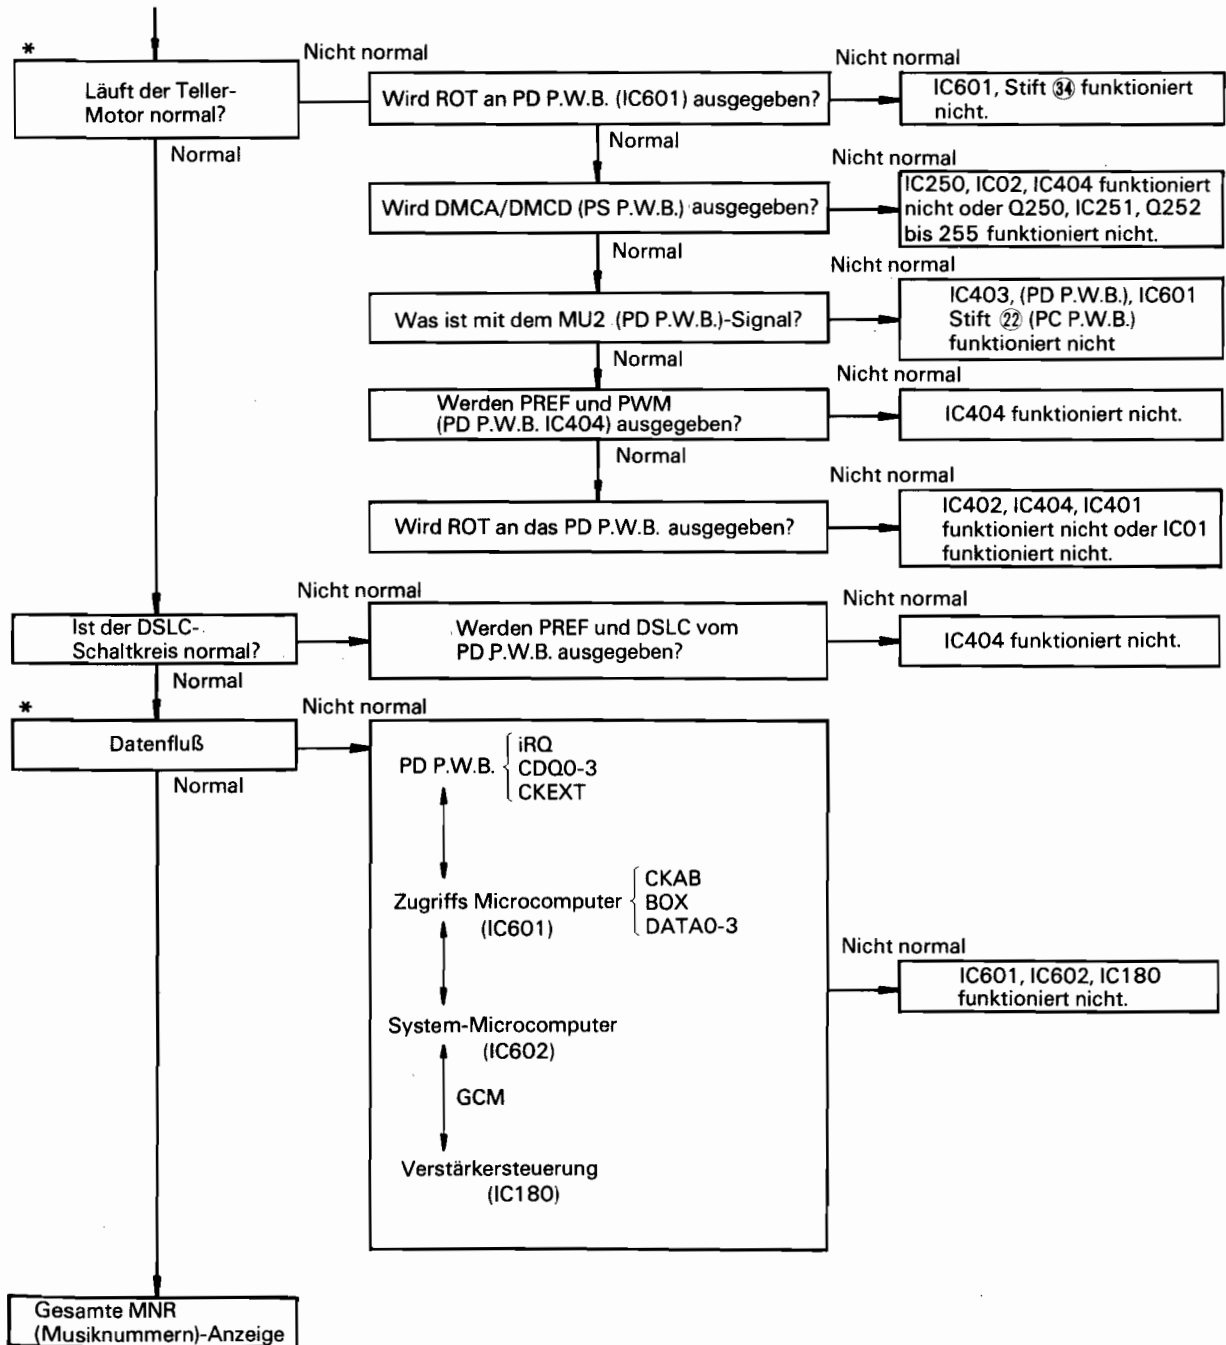 *
Nicht normal
Nicht normal
Läuft der Teller-
Motor normal?
Wird ROT an PD P.W.B. (IC601) ausgegeben?
IC601, Stift ㉞ funktioniert
nicht.
Normal
Normal
Nicht normal
Wird DMCA/DMCD (PS P.W.B.) ausgegeben?
IC250, IC02, IC404 funktioniert
nicht oder Q250, IC251, Q252
bis 255 funktioniert nicht.
Normal
Nicht normal
Was ist mit dem MU2 (PD P.W.B.)-Signal?
IC403, (PD P.W.B.), IC601
Stift ㉒ (PC P.W.B.)
funktioniert nicht
Normal
Nicht normal
Werden PREF und PWM
(PD P.W.B. IC404) ausgegeben?
IC404 funktioniert nicht.
Normal
Nicht normal
Wird ROT an das PD P.W.B. ausgegeben?
IC402, IC404, IC401
funktioniert nicht oder IC01
funktioniert nicht.
Nicht normal
Nicht normal
Ist der DSLC-
Schaltkreis normal?
Werden PREF und DSLC vom
PD P.W.B. ausgegeben?
IC404 funktioniert nicht.
Normal
*
Nicht normal
Datenfluß
Normal
PD P.W.B.
iRQ
CDQ0-3
CKEXT
Zugriffs Microcomputer
(IC601)
CKAB
BOX
DATA0-3
Nicht normal
IC601, IC602, IC180
funktioniert nicht.
System-Microcomputer
(IC602)
GCM
Verstärkersteuerung
(IC180)
Gesamte MNR
(Musiknummern)-Anzeige